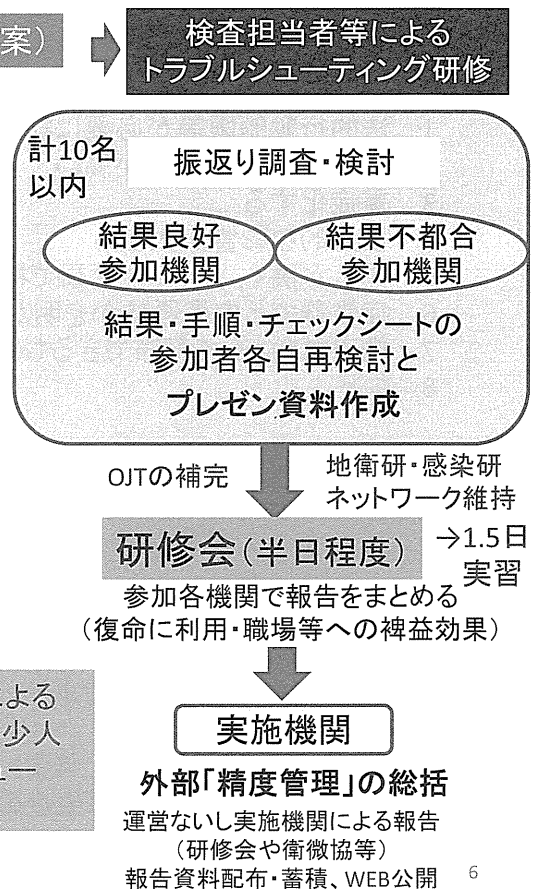 案）
検査担当者等による
トラブルシューティング研修
計10名
以内
振返り調査・検討
結果良好
参加機関
結果不都合
参加機関
結果・手順・チェックシートの
参加者各自再検討と
プレゼン資料作成
OJTの補完
地衛研・感染研
ネットワーク維持
研修会（半日程度）
→1.5日
実習
参加各機関で報告をまとめる
（復命に利用・職場等への裨益効果）
による
少人
ュー
実施機関
外部「精度管理」の総括
運営ないし実施機関による報告
（研修会や衛微協等）
報告資料配布・蓄積、WEB公開
6